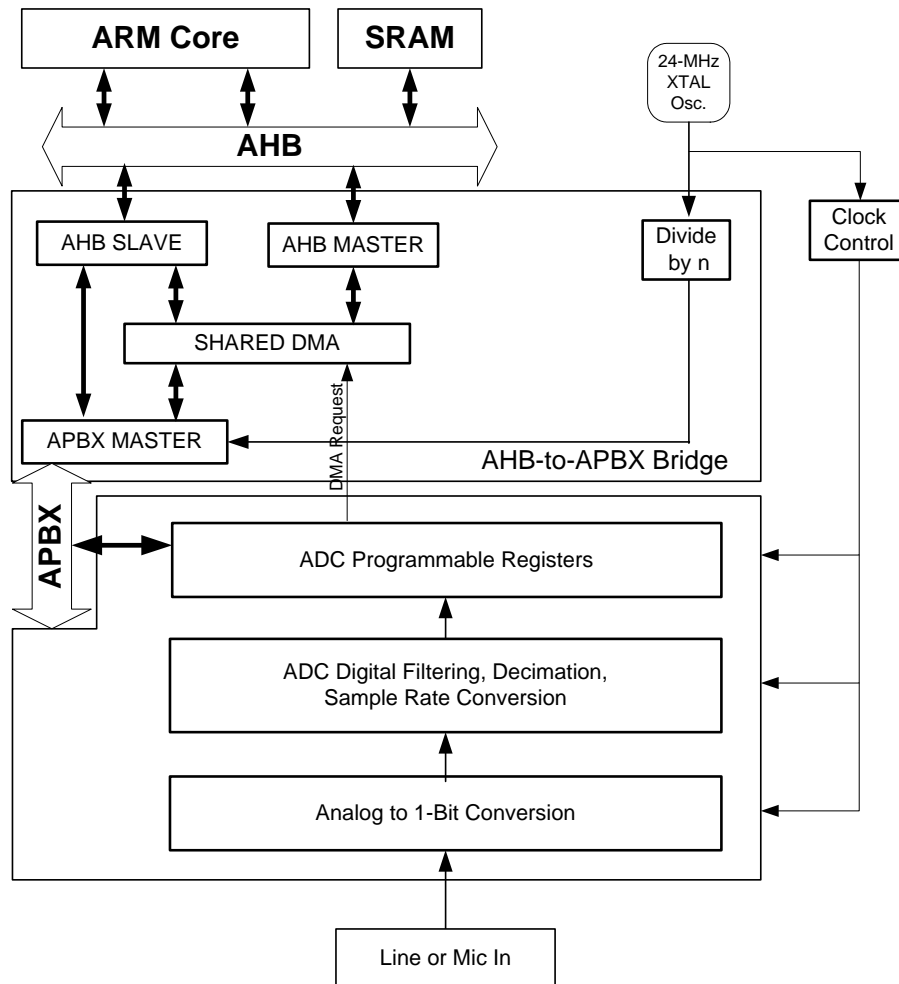 ARM Core
SRAM
24-MHz
XTAL
Osc.
AHB
AHB SLAVE
AHB MASTER
Divide
by n
Clock
Control
SHARED DMA
DMA Request
APBX MASTER
AHB-to-APBX Bridge
APBX
ADC Programmable Registers
ADC Digital Filtering, Decimation,
Sample Rate Conversion
Analog to 1-Bit Conversion
Line or Mic In